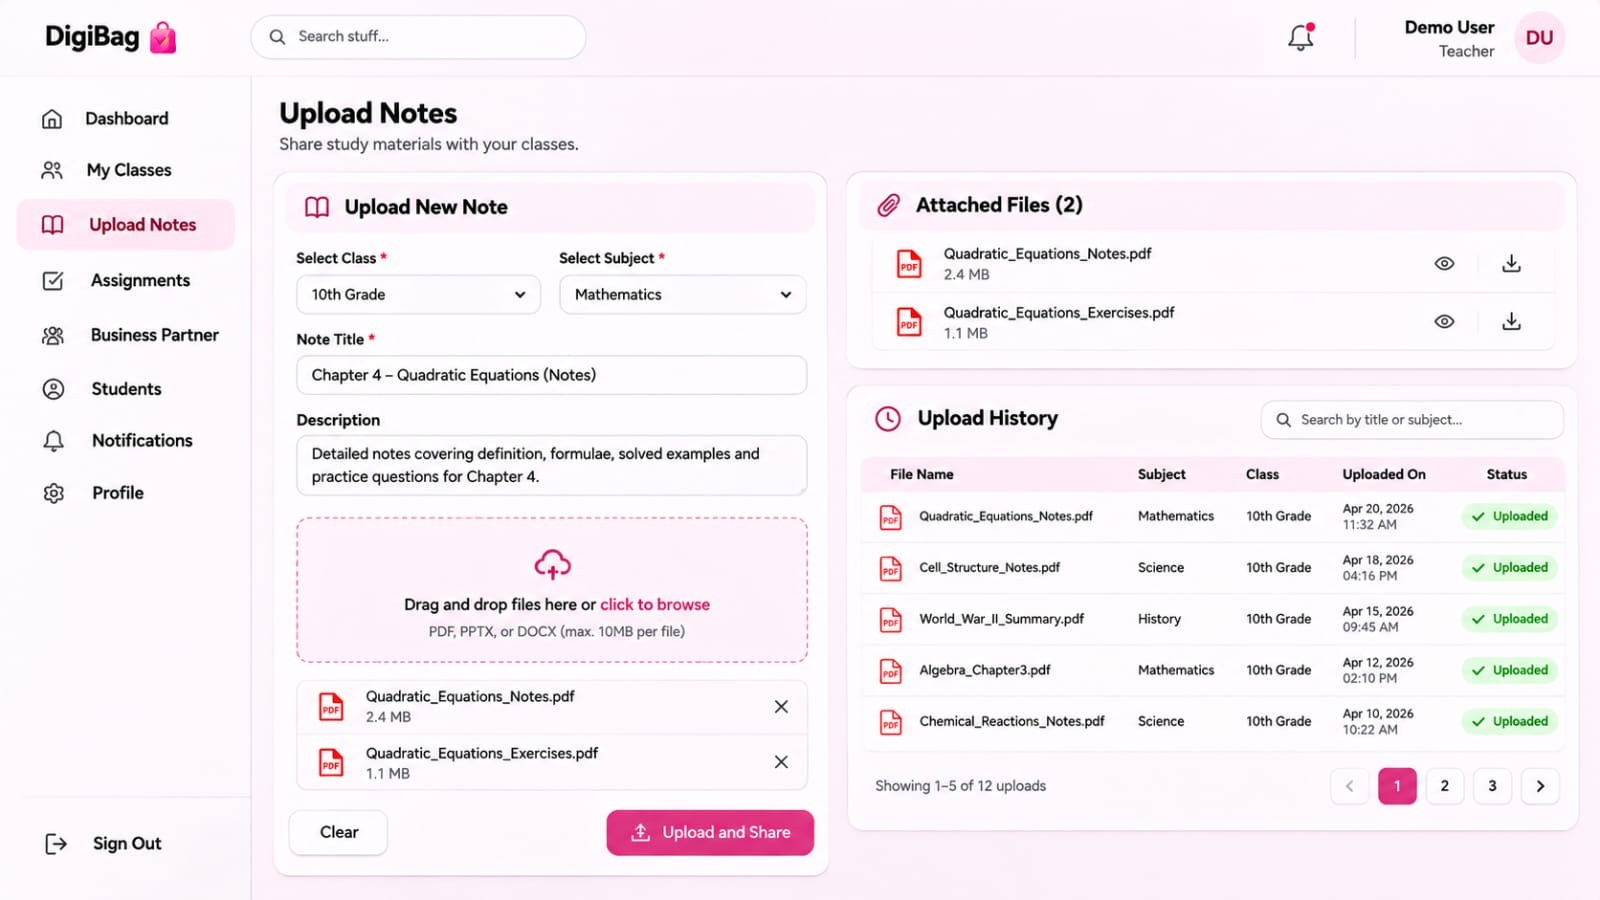 DigiBag
Search stuff...
Demo User
Teacher
DU
Dashboard
My Classes
Upload Notes
Assignments
Business Partner
Students
Notifications
Profile
Sign Out
Upload Notes
Share study materials with your classes.
Upload New Note
Select Class *
Select Subject *
10th Grade
Mathematics
Note Title *
Chapter 4 – Quadratic Equations (Notes)
Description
Detailed notes covering definition, formulae, solved examples and
practice questions for Chapter 4.
Drag and drop files here or click to browse
PDF, PPTX, or DOCX (max. 10MB per file)
PDF
Quadratic_Equations_Notes.pdf
2.4 MB
PDF
Quadratic_Equations_Exercises.pdf
1.1 MB
Clear
Upload and Share
Attached Files (2)
PDF
Quadratic_Equations_Notes.pdf
2.4 MB
PDF
Quadratic_Equations_Exercises.pdf
1.1 MB
Upload History
Search by title or subject...
File Name Subject Class Uploaded On Status
PDF Quadratic_Equations_Notes.pdf Mathematics 10th Grade Apr 20, 2026 Uploaded
11:32 AM
PDF Cell_Structure_Notes.pdf Science 10th Grade Apr 18, 2026 Uploaded
04:16 PM
PDF World_War_II_Summary.pdf History 10th Grade Apr 15, 2026 Uploaded
09:45 AM
PDF Algebra_Chapter3.pdf Mathematics 10th Grade Apr 12, 2026 Uploaded
02:10 PM
PDF Chemical_Reactions_Notes.pdf Science 10th Grade Apr 10, 2026 Uploaded
10:22 AM
Showing 1–5 of 12 uploads
1 2 3